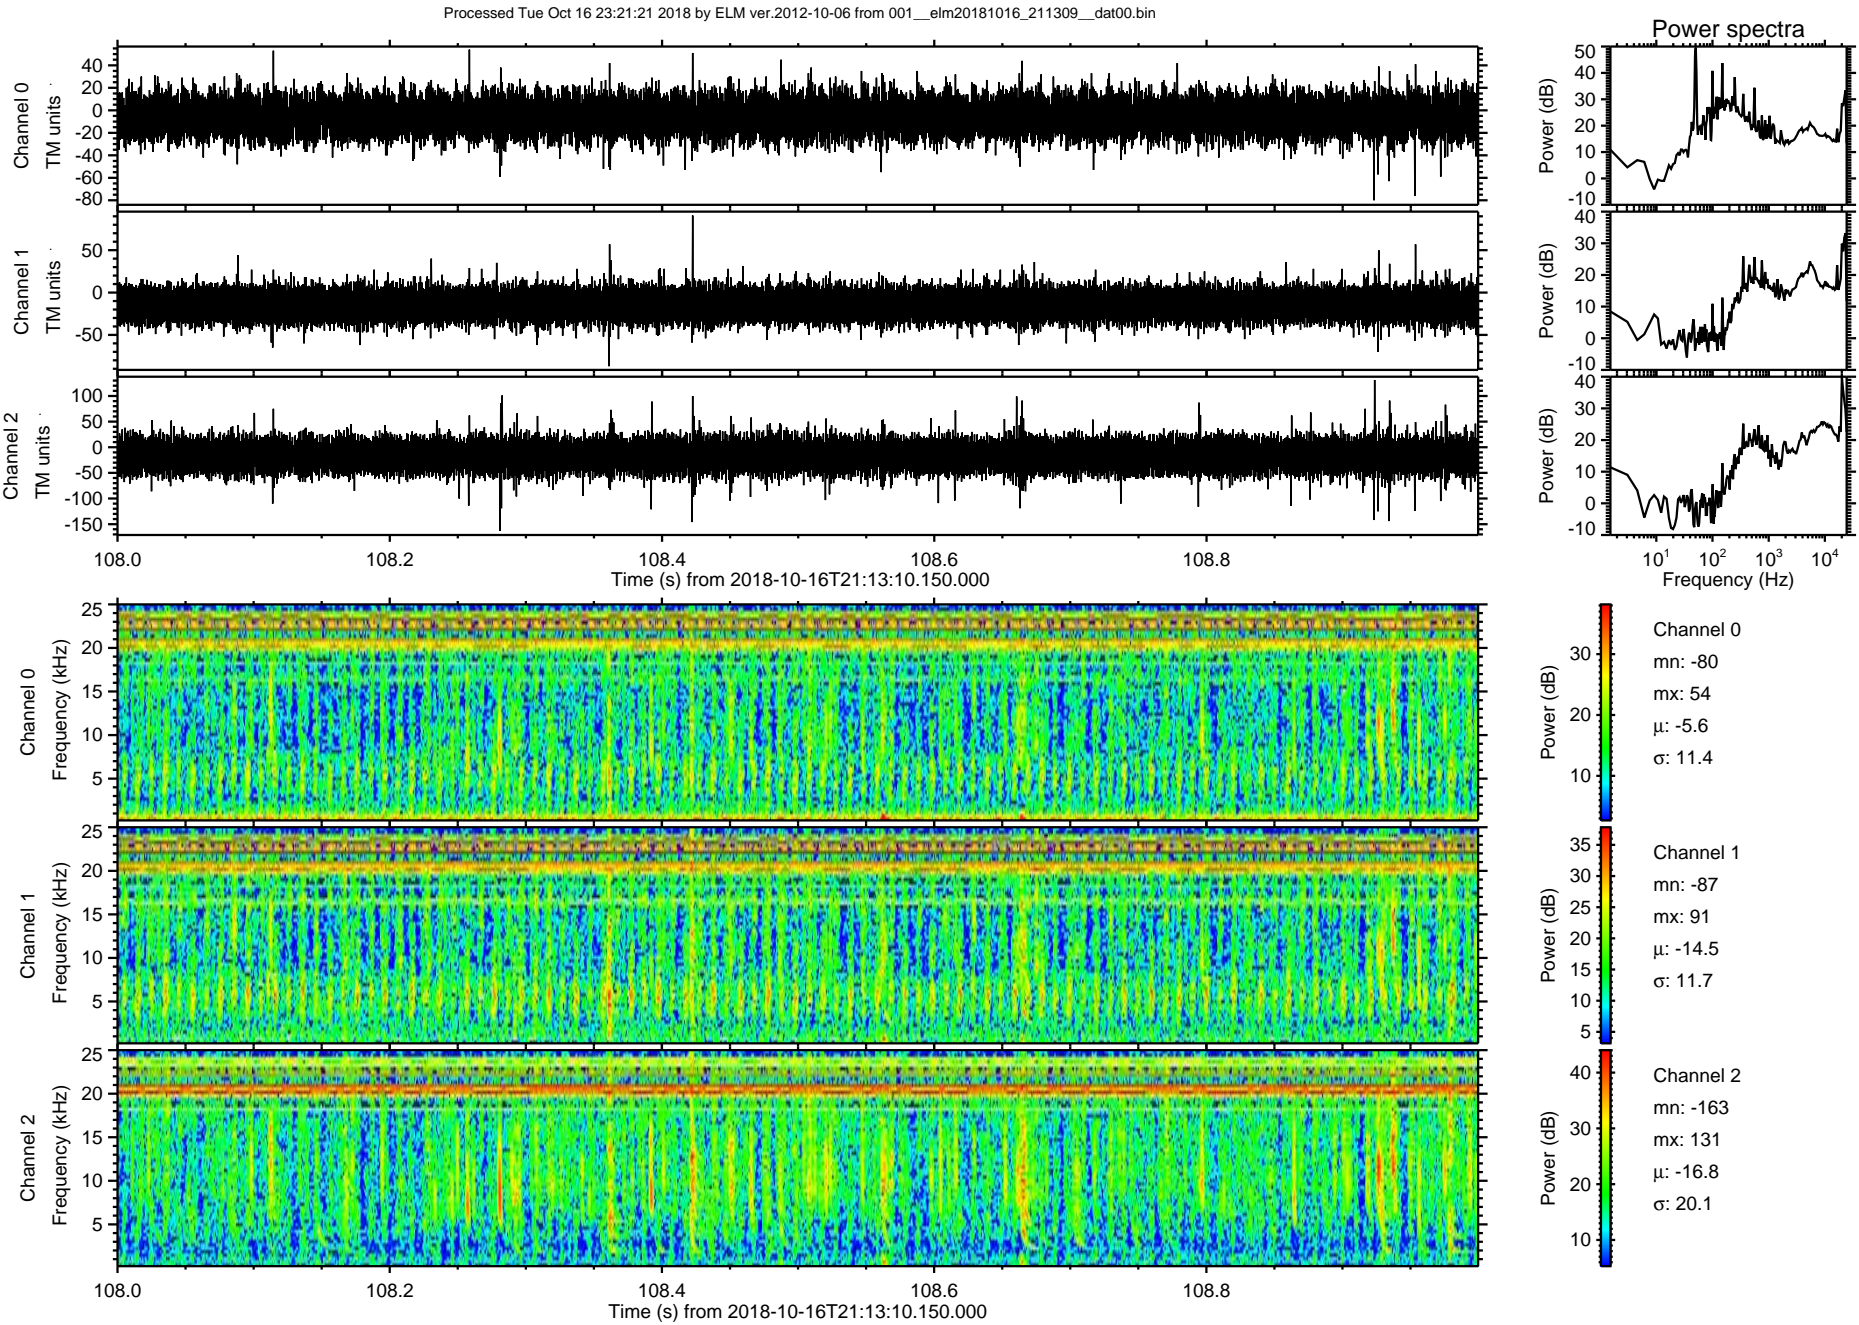 Processed Tue Oct 16 23:21:21 2018 by ELM ver.2012-10-06 from 001__elm20181016_211309__dat00.bin
Power spectra
Channel 0
TM units
40
20
0
-20
-40
-60
-80
Power (dB)
50
40
30
20
10
0
-10
Channel 1
TM units
50
0
-50
Power (dB)
40
30
20
10
0
-10
Channel 2
TM units
100
50
0
-50
-100
-150
Power (dB)
40
30
20
10
0
-10
108.0 108.2 108.4 108.6 108.8
Time (s) from 2018-10-16T21:13:10.150.000
10^1 10^2 10^3 10^4
Frequency (Hz)
Channel 0
Frequency (kHz)
25
20
15
10
5
Power (dB)
30
20
10
Channel 0
mn: -80
mx: 54
μ: -5.6
σ: 11.4
Channel 1
Frequency (kHz)
25
20
15
10
5
Power (dB)
35
30
25
20
15
10
5
Channel 1
mn: -87
mx: 91
μ: -14.5
σ: 11.7
Channel 2
Frequency (kHz)
25
20
15
10
5
Power (dB)
40
30
20
10
Channel 2
mn: -163
mx: 131
μ: -16.8
σ: 20.1
108.0 108.2 108.4 108.6 108.8
Time (s) from 2018-10-16T21:13:10.150.000